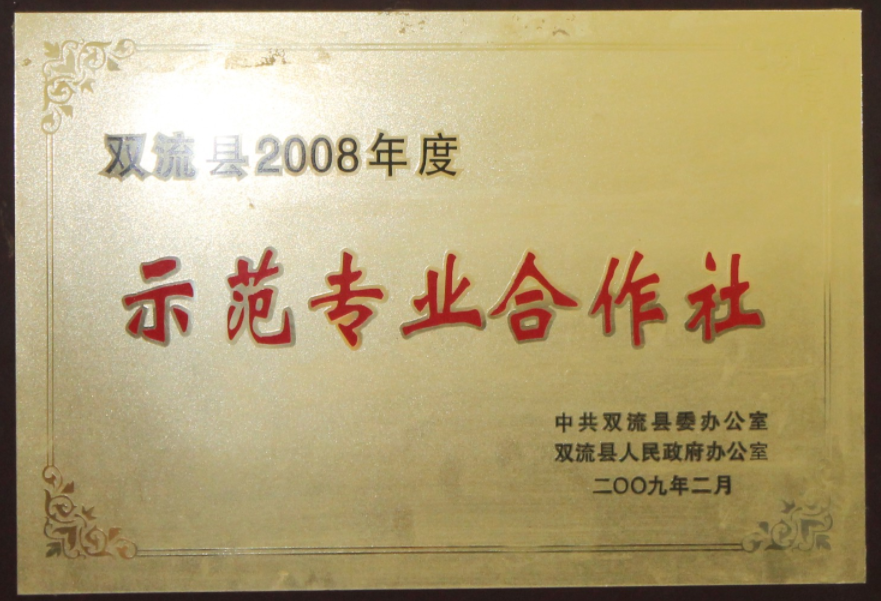 双流县2008年度
示范专业合作社
中共双流县委办公室
双流县人民政府办公室
二〇〇九年二月